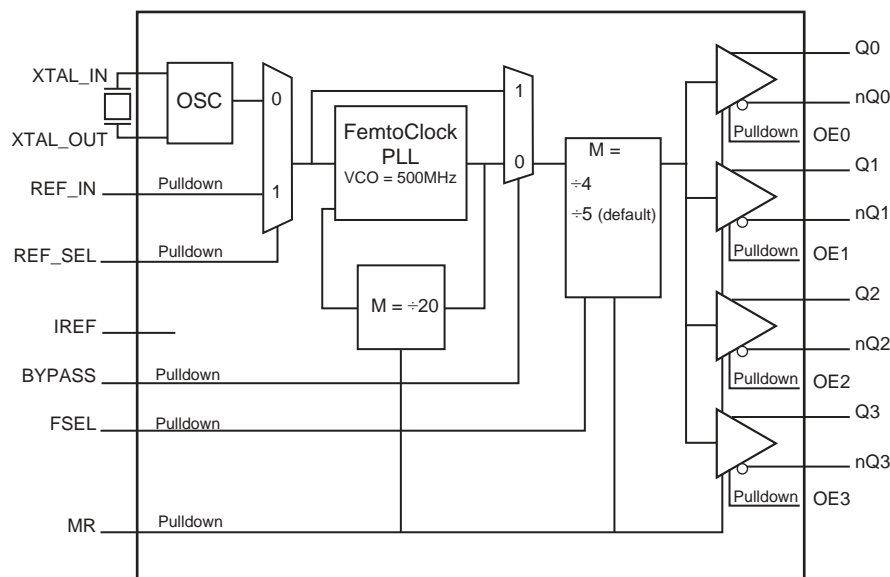 XTAL_IN
OSC
XTAL_OUT
0
1
REF_IN
Pulldown
REF_SEL
Pulldown
FemtoClock
PLL
VCO = 500MHz
M = ÷20
1
0
M =
÷4
÷5 (default)
IREF
BYPASS
Pulldown
FSEL
Pulldown
MR
Pulldown
Q0
nQ0
Pulldown
OE0
Q1
nQ1
Pulldown
OE1
Q2
nQ2
Pulldown
OE2
Q3
nQ3
Pulldown
OE3